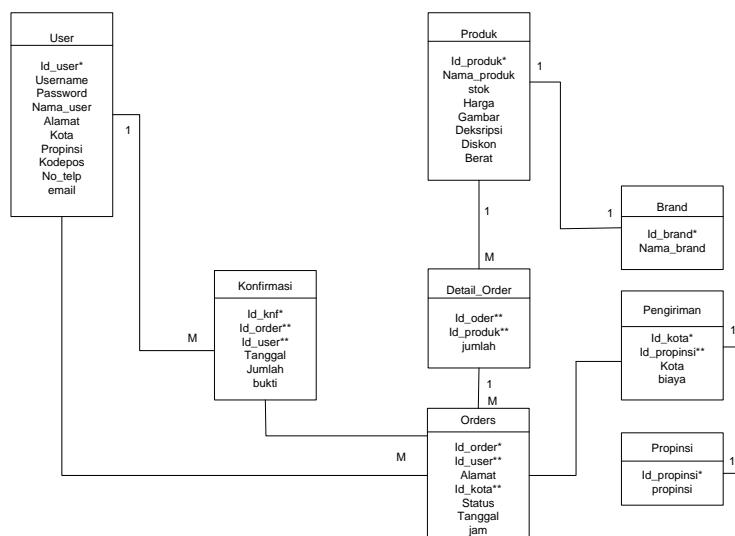 User
Id_user*
Username
Password
Nama_user
Alamat
Kota
Propinsi
Kodepos
No_telp
email
1
M
Konfirmasi
Id_knf*
Id_order**
Id_user**
Tanggal
Jumlah
bukti
M
Produk
Id_produk*
Nama_produk
stok
Harga
Gambar
Deksripsi
Diskon
Berat
1
1
1
M
Detail_Order
Id_oder**
Id_produk**
jumlah
1
M
Orders
Id_order*
Id_user**
Alamat
Id_kota**
Status
Tanggal
jam
Brand
Id_brand*
Nama_brand
Pengiriman
Id_kota*
Id_propinsi**
Kota
biaya
1
Propinsi
Id_propinsi*
propinsi
1